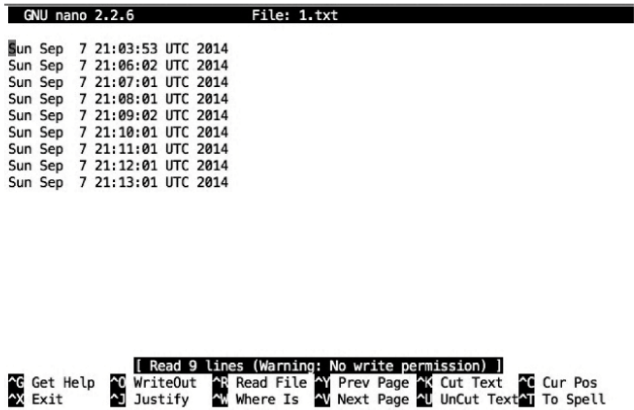 GNU nano 2.2.6 File: 1.txt
Sun Sep  7 21:03:53 UTC 2014
Sun Sep  7 21:06:02 UTC 2014
Sun Sep  7 21:07:01 UTC 2014
Sun Sep  7 21:08:01 UTC 2014
Sun Sep  7 21:09:02 UTC 2014
Sun Sep  7 21:10:01 UTC 2014
Sun Sep  7 21:11:01 UTC 2014
Sun Sep  7 21:12:01 UTC 2014
Sun Sep  7 21:13:01 UTC 2014
[ Read 9 lines (Warning: No write permission) ]
^G Get Help ^O WriteOut ^R Read File ^Y Prev Page ^K Cut Text ^C Cur Pos
^X Exit ^J Justify ^W Where Is ^V Next Page ^U UnCut Text ^T To Spell